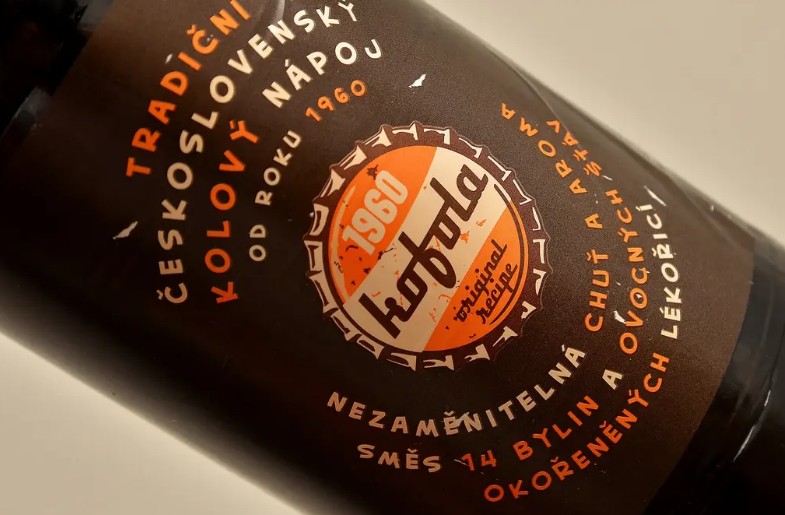 TRADIČNÍ
ČESKOSLOVENSKÝ
KOLOVÝ NÁPOJ
OD ROKU 1960
1960
kofola
original
recipe
NEZAMĚNITELNÁ CHUŤ A AROMA
SMĚS 14 BYLIN A OVOCNÝCH ŠŤÁV
OKOŘENĚNÝCH LÉKOŘICÍ